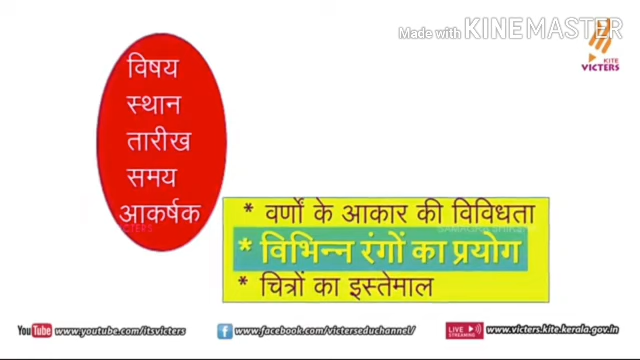 Made with KINEMASTER
KITE
VICTERS
विषय
स्थान
तारीख
समय
आकर्षक
* वर्णों के आकार की विविधता
* विभिन्न रंगों का प्रयोग
* चित्रों का इस्तेमाल
YouTube www.youtube.com/itsvicters
f www.facebook.com/victerseduchannel/
LIVE STREAMING www.victers.kite.kerala.gov.in